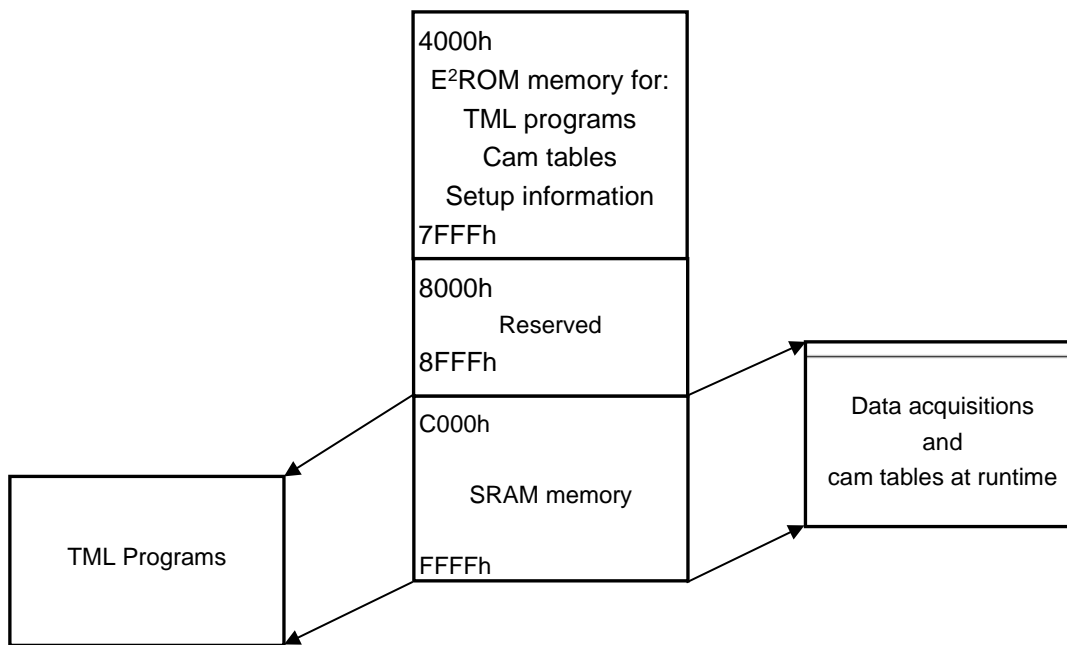 4000h
E²ROM memory for:
TML programs
Cam tables
Setup information
7FFFh
8000h
Reserved
8FFFh
C000h
SRAM memory
FFFFh
Data acquisitions
and
cam tables at runtime
TML Programs